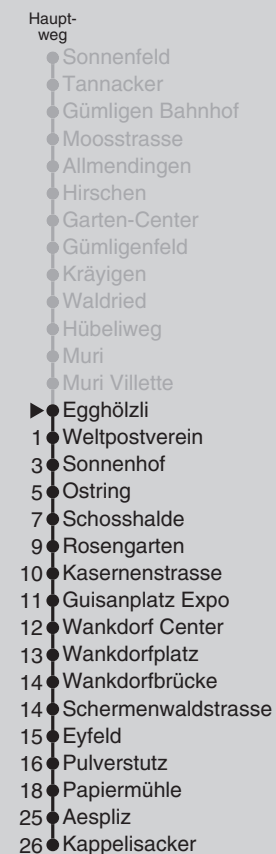 Haupt-
weg
Sonnenfeld
Tannacker
Gümligen Bahnhof
Moosstrasse
Allmendingen
Hirschen
Garten-Center
Gümligenfeld
Kräyigen
Waldried
Hübeliweg
Muri
Muri Villette
Egghölzli
1 Weltpostverein
3 Sonnenhof
5 Ostring
7 Schosshalde
9 Rosengarten
10 Kasernenstrasse
11 Guisanplatz Expo
12 Wankdorf Center
13 Wankdorfplatz
14 Wankdorfbrücke
14 Schermenwaldstrasse
15 Eyfeld
16 Pulverstutz
18 Papiermühle
25 Aespliz
26 Kappelisacker